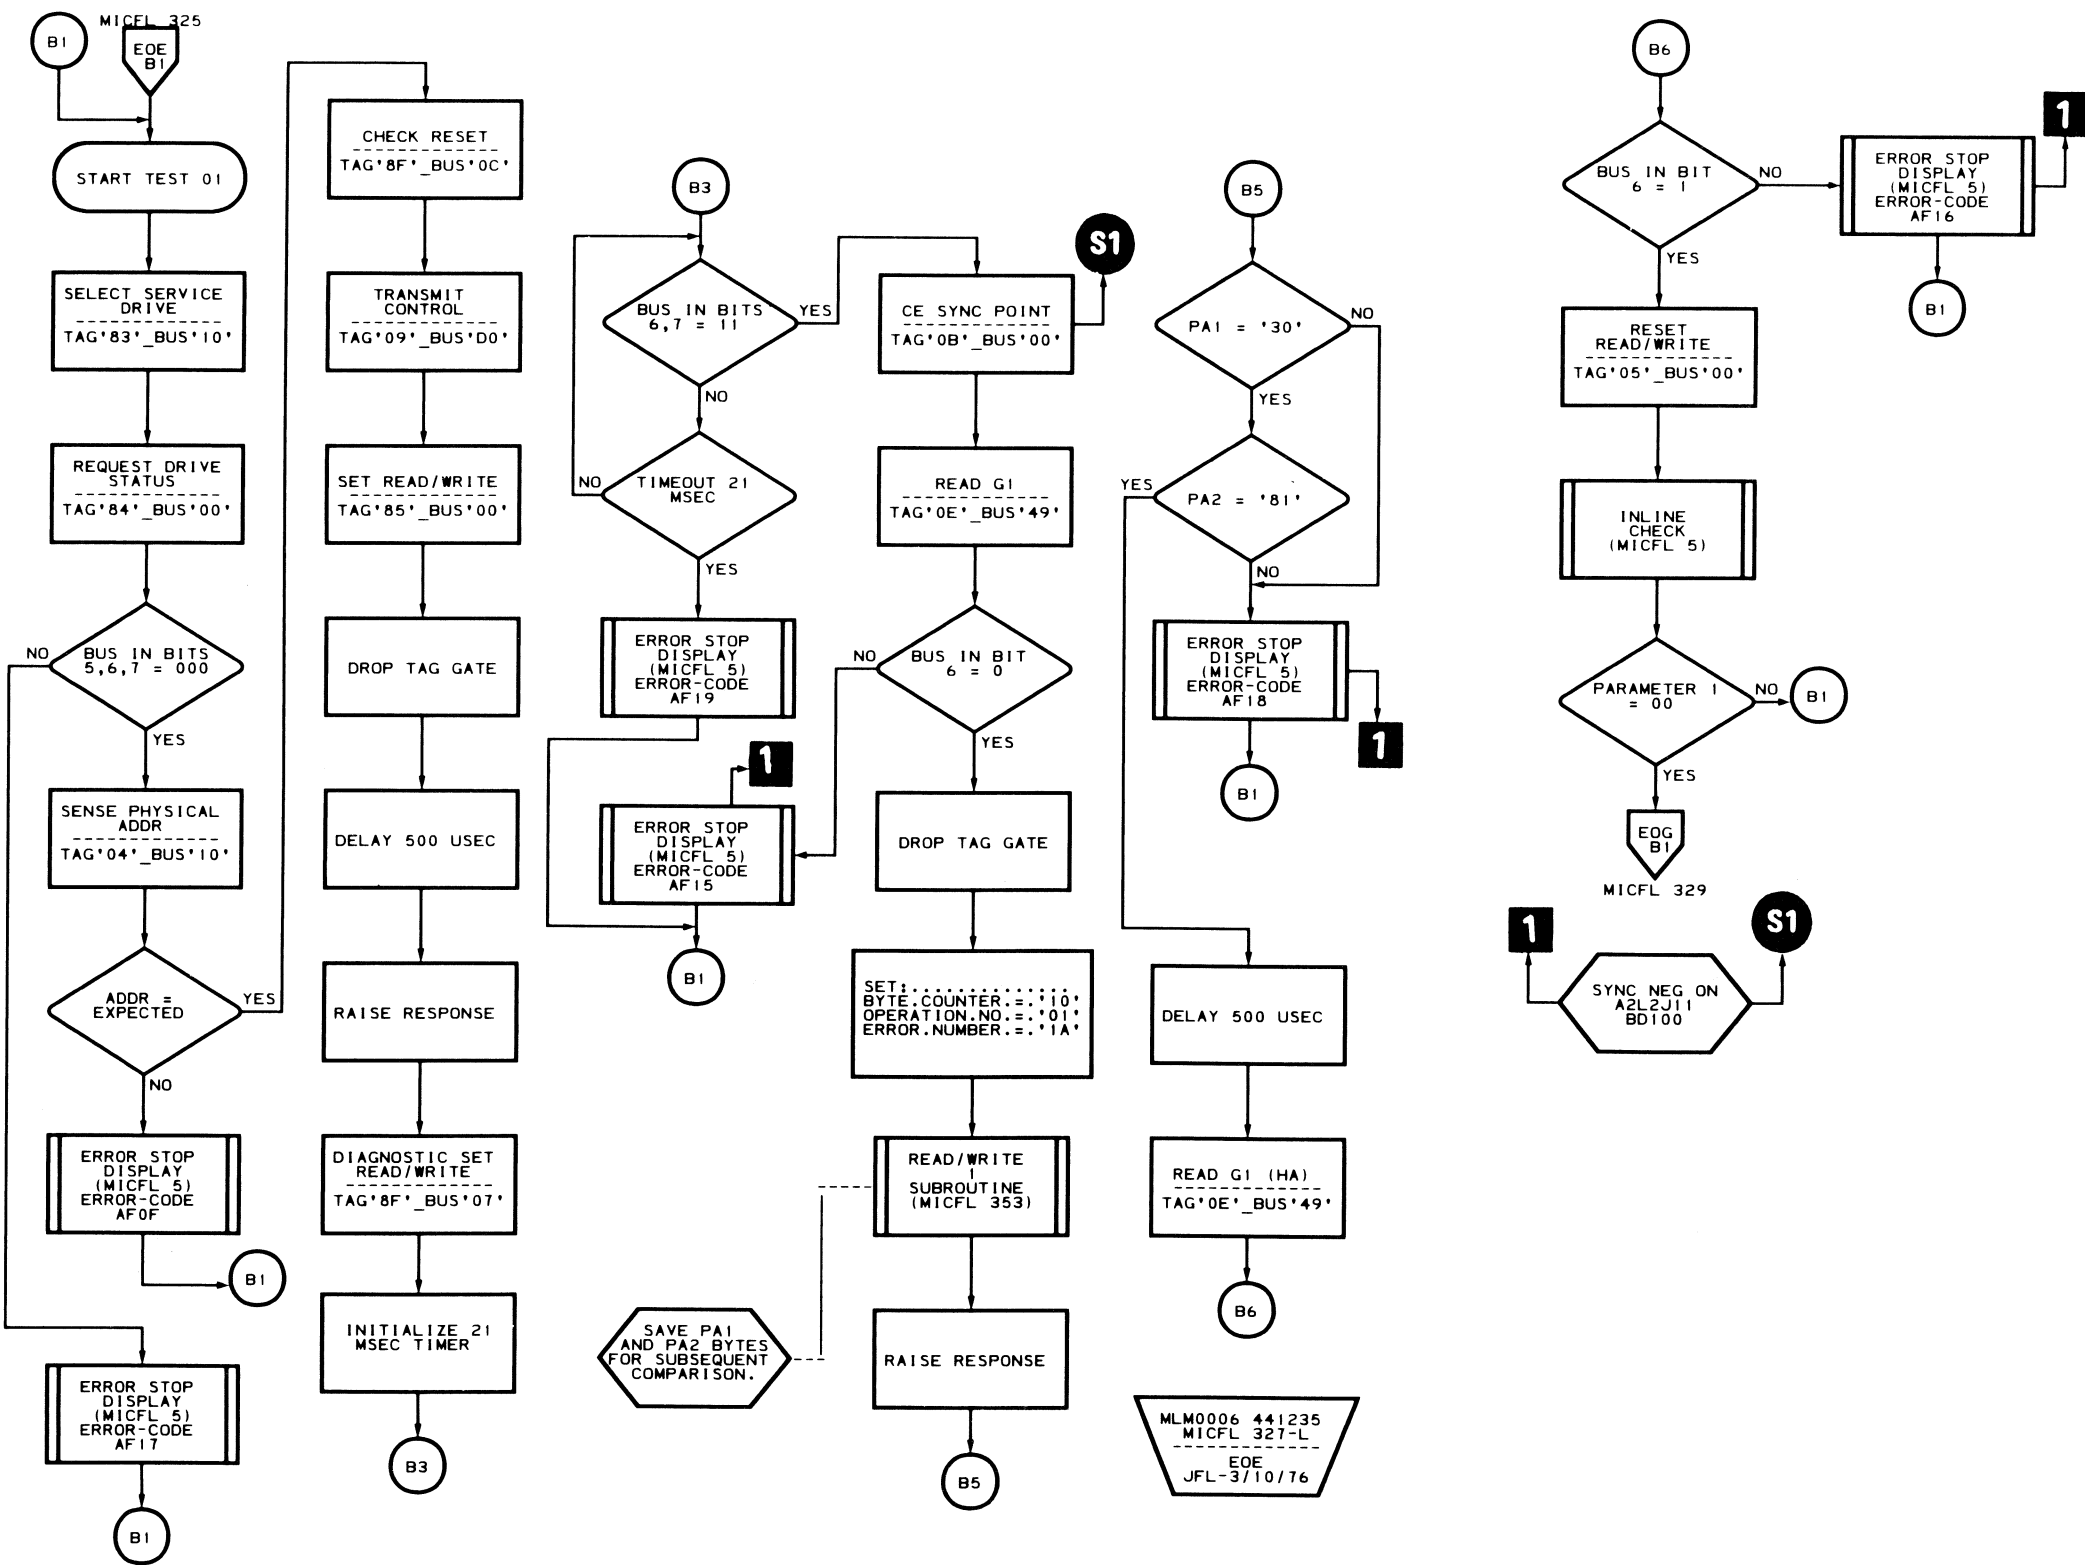 MICFL 325
B1
EOE
B1
START TEST 01
SELECT SERVICE
DRIVE
TAG'83'_BUS'10'
REQUEST DRIVE
STATUS
TAG'84'_BUS'00'
BUS IN BITS
5,6,7 = 000
NO
YES
SENSE PHYSICAL
ADDR
TAG'04'_BUS'10'
ADDR =
EXPECTED
YES
NO
ERROR STOP
DISPLAY
(MICFL 5)
ERROR-CODE
AF0F
B1
ERROR STOP
DISPLAY
(MICFL 5)
ERROR-CODE
AF17
B1
CHECK RESET
TAG'8F'_BUS'0C'
TRANSMIT
CONTROL
TAG'09'_BUS'D0'
SET READ/WRITE
TAG'85'_BUS'00'
DROP TAG GATE
DELAY 500 USEC
RAISE RESPONSE
DIAGNOSTIC SET
READ/WRITE
TAG'8F'_BUS'07'
INITIALIZE 21
MSEC TIMER
B3
B3
BUS IN BITS
6,7 = 11
YES
NO
TIMEOUT 21
MSEC
NO
YES
ERROR STOP
DISPLAY
(MICFL 5)
ERROR-CODE
AF19
1
ERROR STOP
DISPLAY
(MICFL 5)
ERROR-CODE
AF15
B1
SAVE PA1
AND PA2 BYTES
FOR SUBSEQUENT
COMPARISON.
S1
CE SYNC POINT
TAG'0B'_BUS'00'
READ G1
TAG'0E'_BUS'49'
BUS IN BIT
6 = 0
NO
YES
DROP TAG GATE
SET:..............
BYTE.COUNTER.=.'10'
OPERATION.NO.=.'01'
ERROR.NUMBER.=.'1A'
READ/WRITE
1
SUBROUTINE
(MICFL 353)
RAISE RESPONSE
B5
B5
PA1 = '30'
NO
YES
PA2 = '81'
YES
NO
ERROR STOP
DISPLAY
(MICFL 5)
ERROR-CODE
AF18
1
B1
DELAY 500 USEC
READ G1 (HA)
TAG'0E'_BUS'49'
B6
MLM0006 441235
MICFL 327-L
EOE
JFL-3/10/76
B6
BUS IN BIT
6 = 1
NO
YES
1
ERROR STOP
DISPLAY
(MICFL 5)
ERROR-CODE
AF16
B1
RESET
READ/WRITE
TAG'05'_BUS'00'
INLINE
CHECK
(MICFL 5)
PARAMETER 1
= 00
NO
B1
YES
EOG
B1
MICFL 329
1
S1
SYNC NEG ON
A2L2J11
BD100